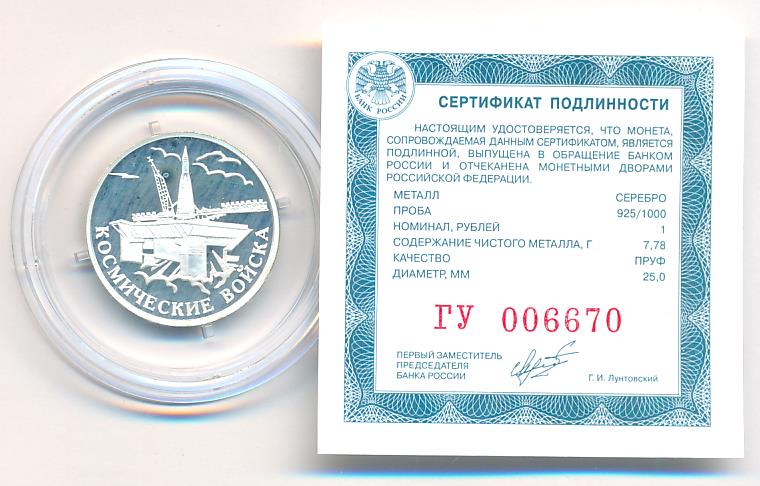 КОСМИЧЕСКИЕ ВОЙСКА
БАНК РОССИИ
СЕРТИФИКАТ ПОДЛИННОСТИ
НАСТОЯЩИМ УДОСТОВЕРЯЕТСЯ, ЧТО МОНЕТА,
СОПРОВОЖДАЕМАЯ ДАННЫМ СЕРТИФИКАТОМ, ЯВЛЯЕТСЯ
ПОДЛИННОЙ, ВЫПУЩЕНА В ОБРАЩЕНИЕ БАНКОМ
РОССИИ И ОТЧЕКАНЕНА МОНЕТНЫМИ ДВОРАМИ
РОССИЙСКОЙ ФЕДЕРАЦИИ.
МЕТАЛЛ СЕРЕБРО
ПРОБА 925/1000
НОМИНАЛ, РУБЛЕЙ 1
СОДЕРЖАНИЕ ЧИСТОГО МЕТАЛЛА, Г 7,78
КАЧЕСТВО ПРУФ
ДИАМЕТР, ММ 25,0
ГУ 006670
ПЕРВЫЙ ЗАМЕСТИТЕЛЬ
ПРЕДСЕДАТЕЛЯ
БАНКА РОССИИ Г. И. Лунтовский